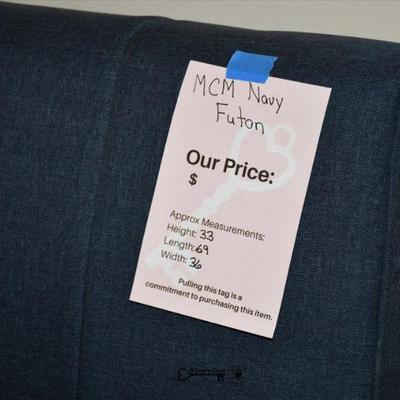 MCM Navy
Futon
Our Price:
$
Approx Measurements:
Height: 33
Length: 69
Width: 36
Pulling this tag is a
commitment to purchasing this item.